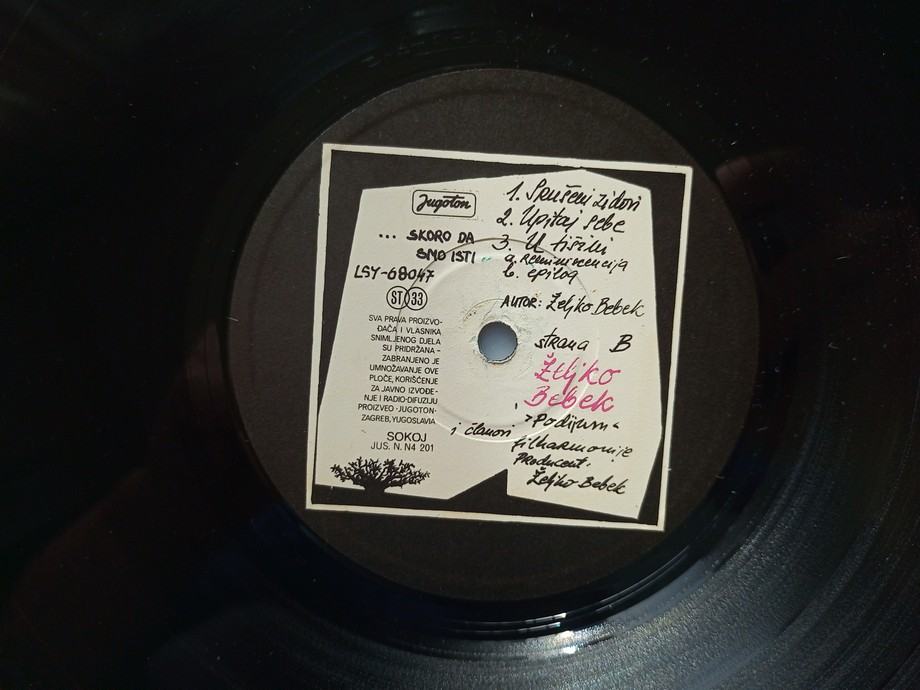 Jugoton
... SKORO DA
SMO ISTI
LSY-68047
ST 33
SVA PRAVA PROIZVO-
ĐAČA I VLASNIKA
SNIMLJENOG DJELA
SU PRIDRŽANA -
ZABRANJENO JE
UMNOŽAVANJE OVE
PLOČE, KORIŠĆENJE
ZA JAVNO IZVOĐE-
NJE I RADIO-DIFUZIJU
PROIZVEO -JUGOTON-
ZAGREB, YUGOSLAVIA
SOKOJ
JUS. N. N4 201
1. Srušeni zidovi
2. Upitaj sebe
3. U tišini
a. Reminiscencija
b. epilog
AUTOR: Željko Bebek
strana B
Željko
Bebek
i članovi "Podijum"
filharmonije
Producent:
Željko Bebek